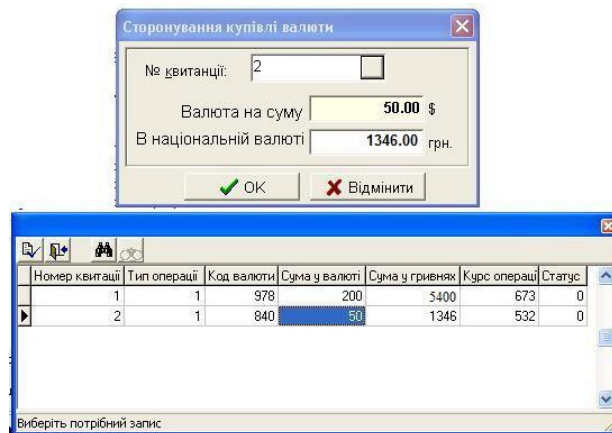 Сторонування купівлі валюти
№ квитанції: 2
Валюта на суму 50.00 $
В національній валюті 1346.00 грн.
OK Відмінити
Номер квитації Тип операції Код валюти Сума у валюті Сума у гривнях Курс операці Статус
1 1 978 200 5400 673 0
2 1 840 50 1346 532 0
Виберіть потрібний запис